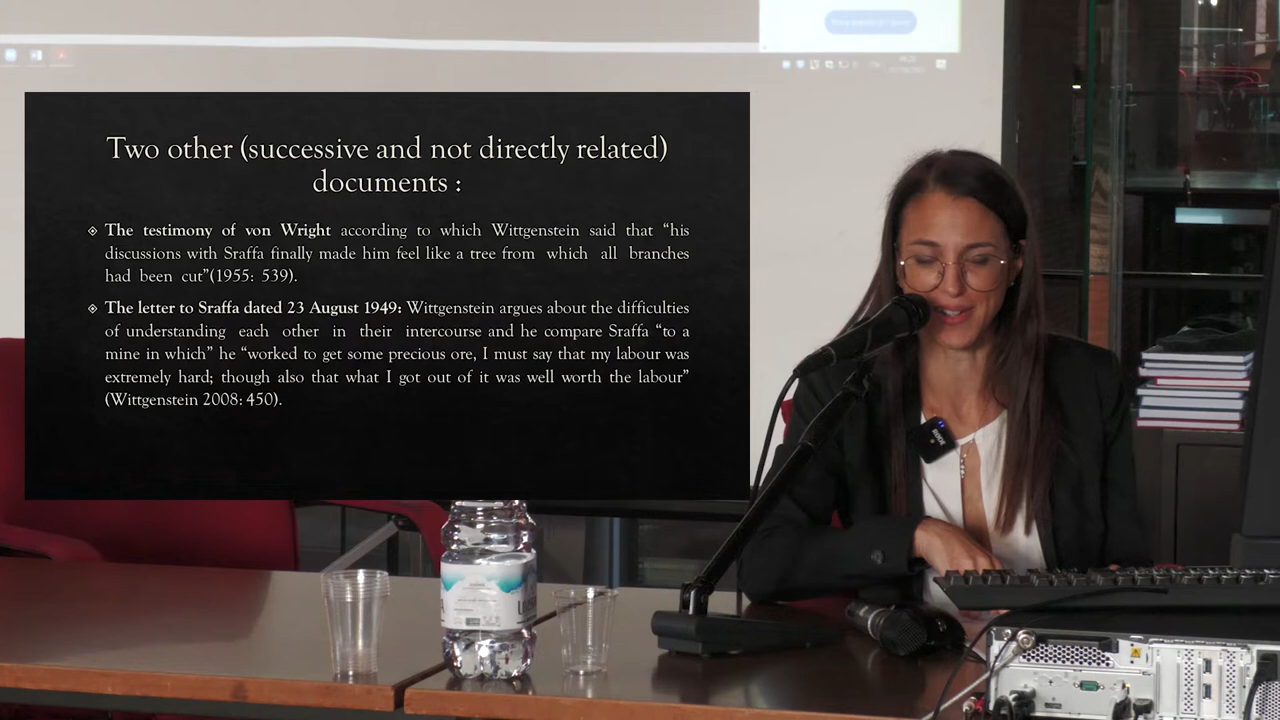 Two other (successive and not directly related)
documents :
The testimony of von Wright according to which Wittgenstein said that “his
discussions with Sraffa finally made him feel like a tree from which all branches
had been cut”(1955: 539).
The letter to Sraffa dated 23 August 1949: Wittgenstein argues about the difficulties
of understanding each other in their intercourse and he compare Sraffa “to a
mine in which” he “worked to get some precious ore, I must say that my labour was
extremely hard; though also that what I got out of it was well worth the labour”
(Wittgenstein 2008: 450).
RODE